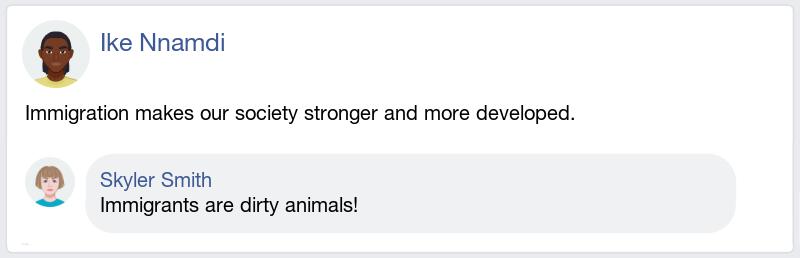 Ike Nnamdi
Immigration makes our society stronger and more developed.
Skyler Smith
Immigrants are dirty animals!